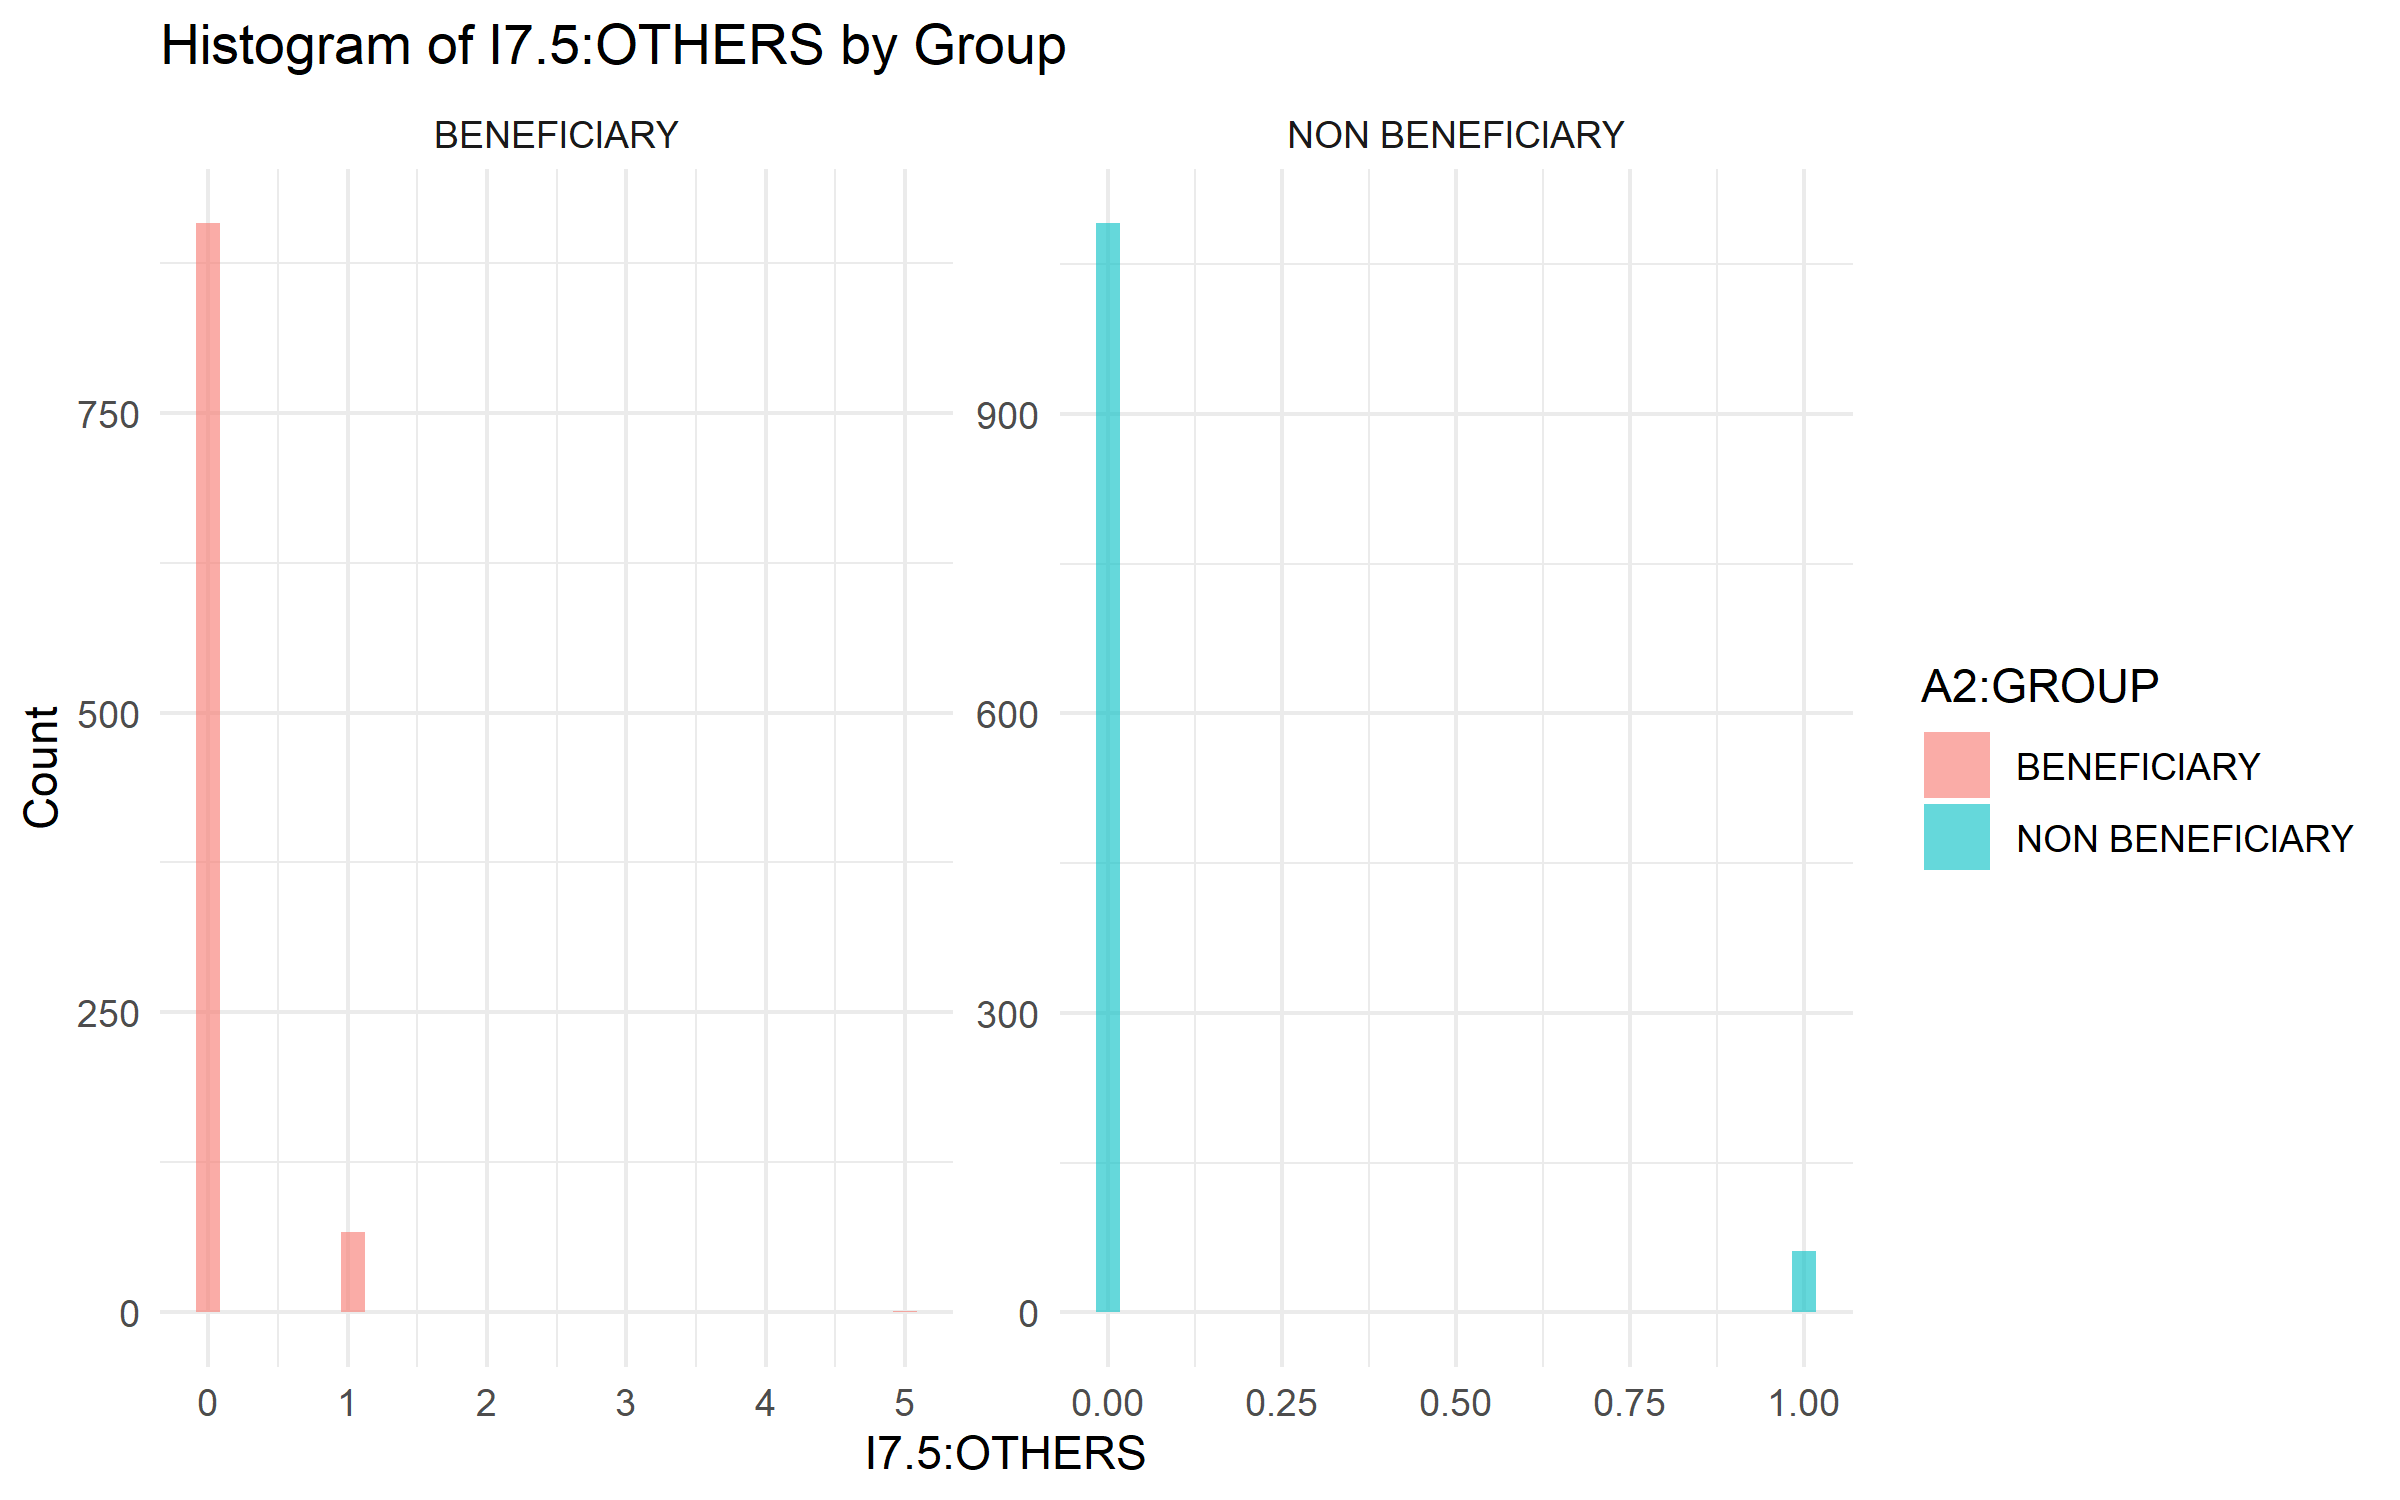 Histogram of I7.5:OTHERS by Group
BENEFICIARY
NON BENEFICIARY
750
500
250
0
900
600
300
0
Count
0 1 2 3 4 5
0.00 0.25 0.50 0.75 1.00
I7.5:OTHERS
A2:GROUP
BENEFICIARY
NON BENEFICIARY